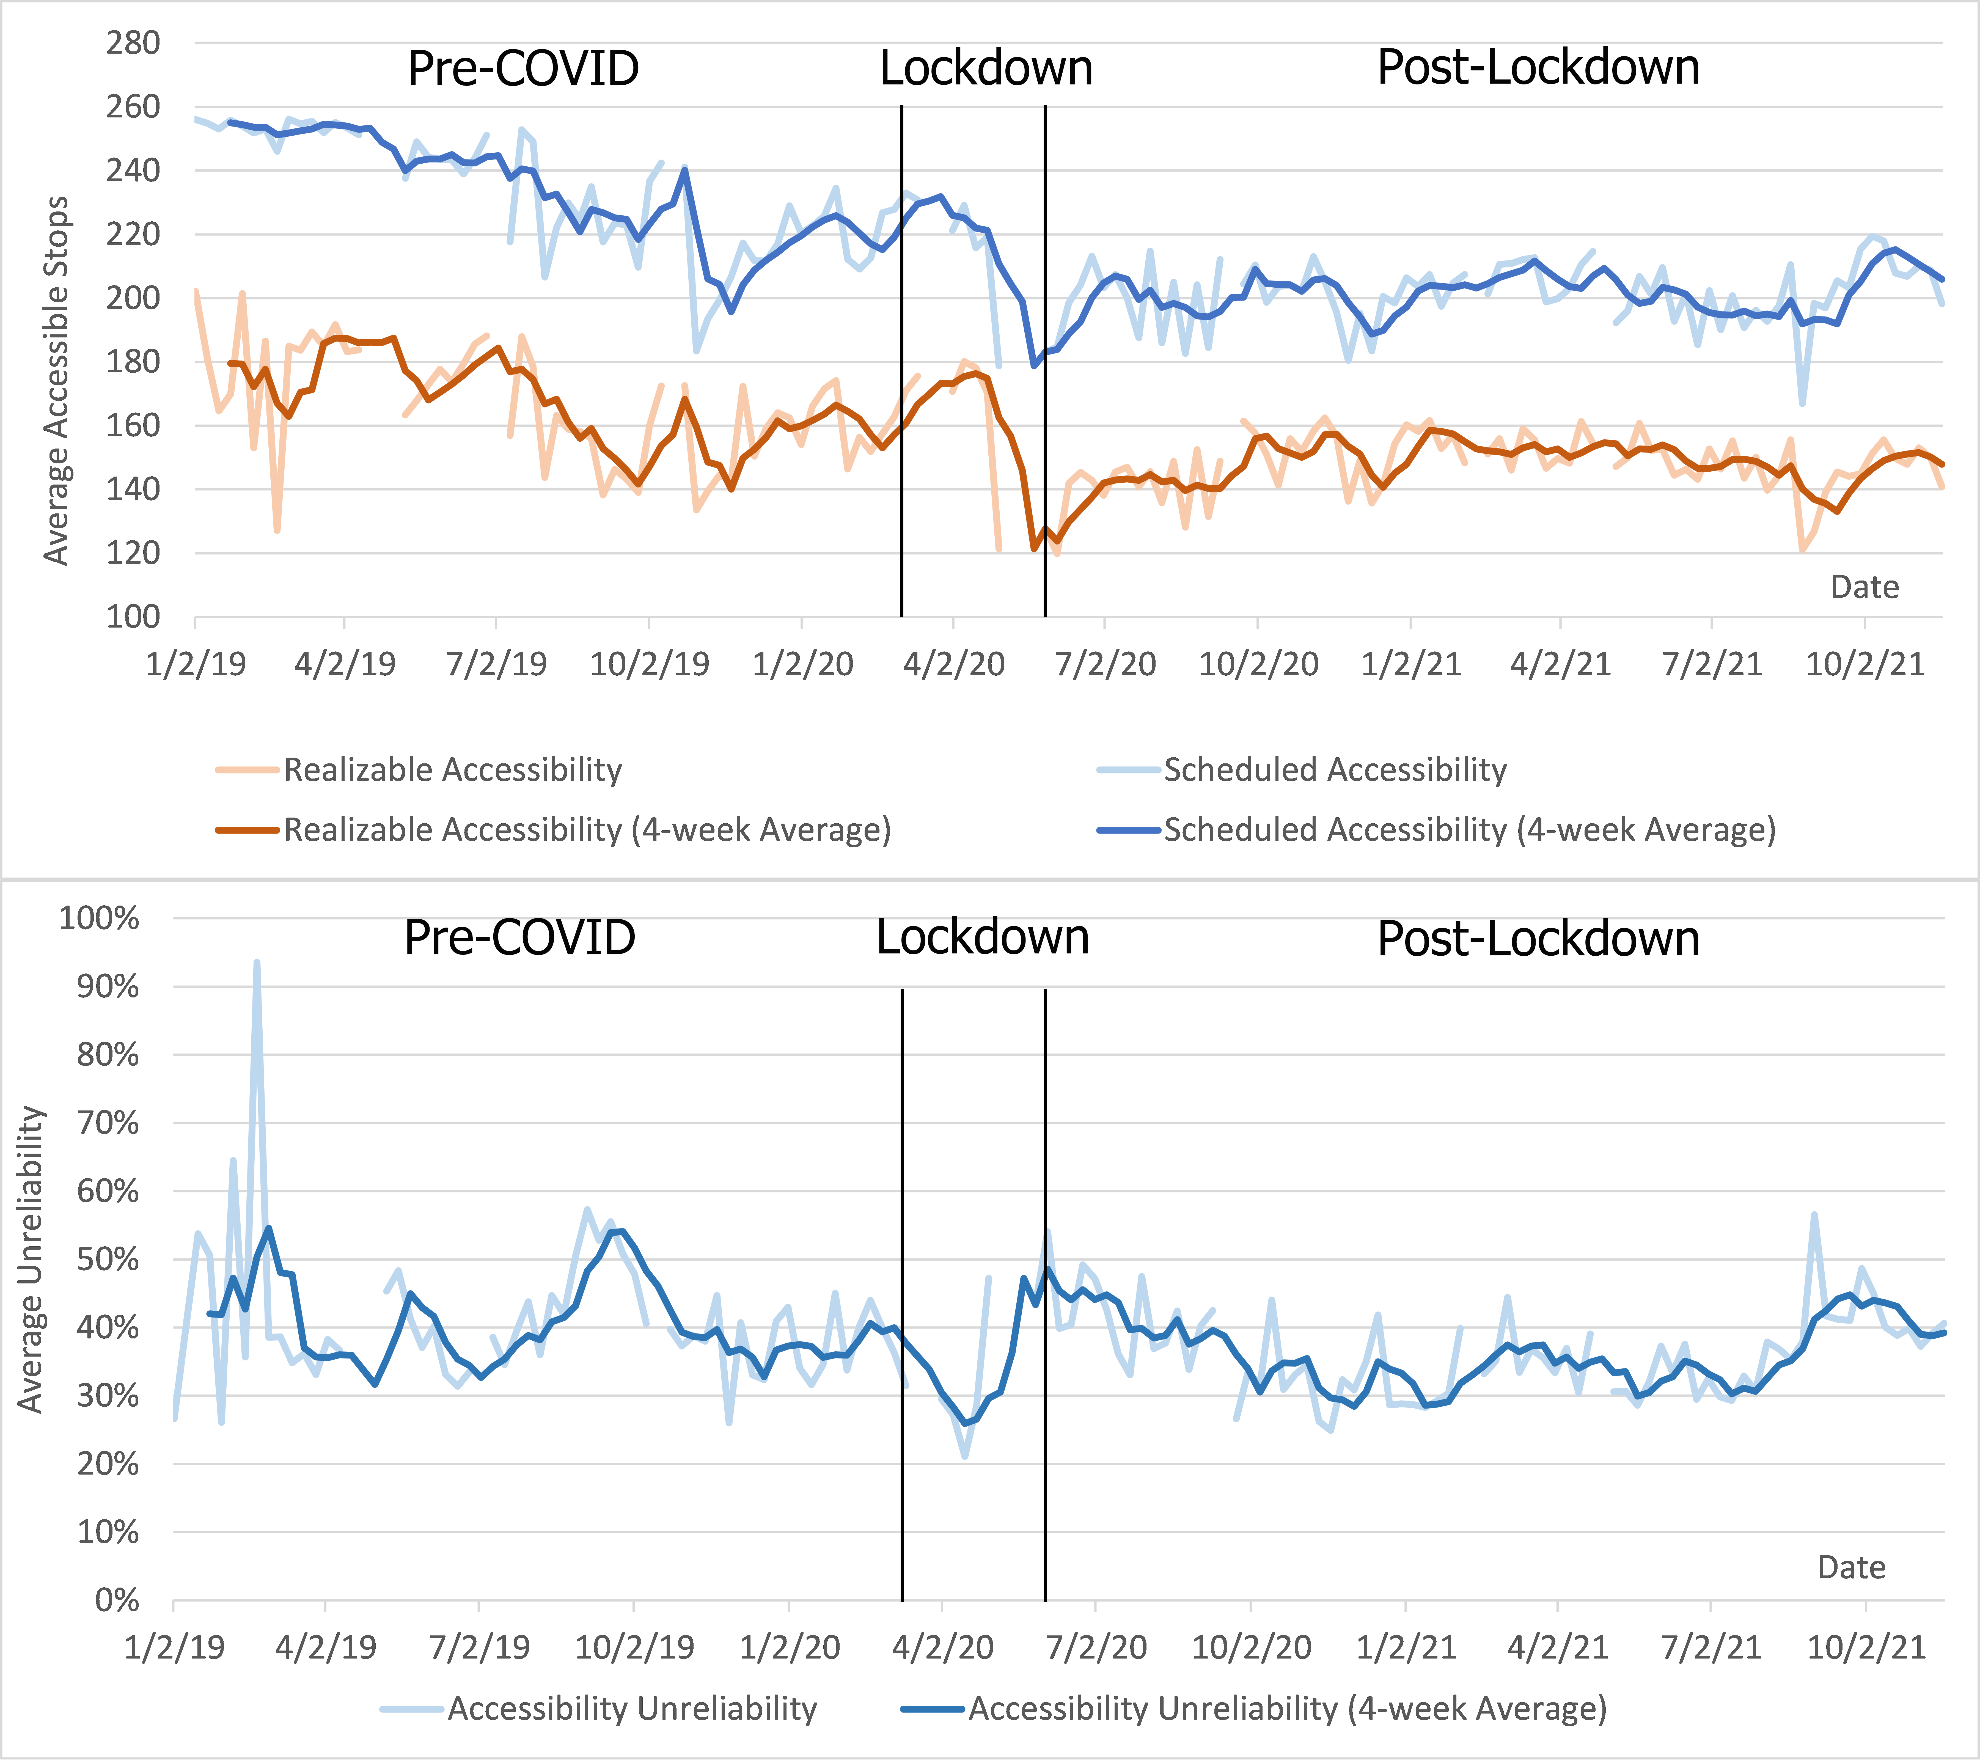 280
Pre-COVID Lockdown Post-Lockdown
260
240
220
200
180
160
140
120
100
Average Accessible Stops
Date
1/2/19 4/2/19 7/2/19 10/2/19 1/2/20 4/2/20 7/2/20 10/2/20 1/2/21 4/2/21 7/2/21 10/2/21
Realizable Accessibility Scheduled Accessibility
Realizable Accessibility (4-week Average) Scheduled Accessibility (4-week Average)
100%
Pre-COVID Lockdown Post-Lockdown
90%
80%
70%
60%
50%
40%
30%
20%
10%
0%
Average Unreliability
Date
1/2/19 4/2/19 7/2/19 10/2/19 1/2/20 4/2/20 7/2/20 10/2/20 1/2/21 4/2/21 7/2/21 10/2/21
Accessibility Unreliability Accessibility Unreliability (4-week Average)